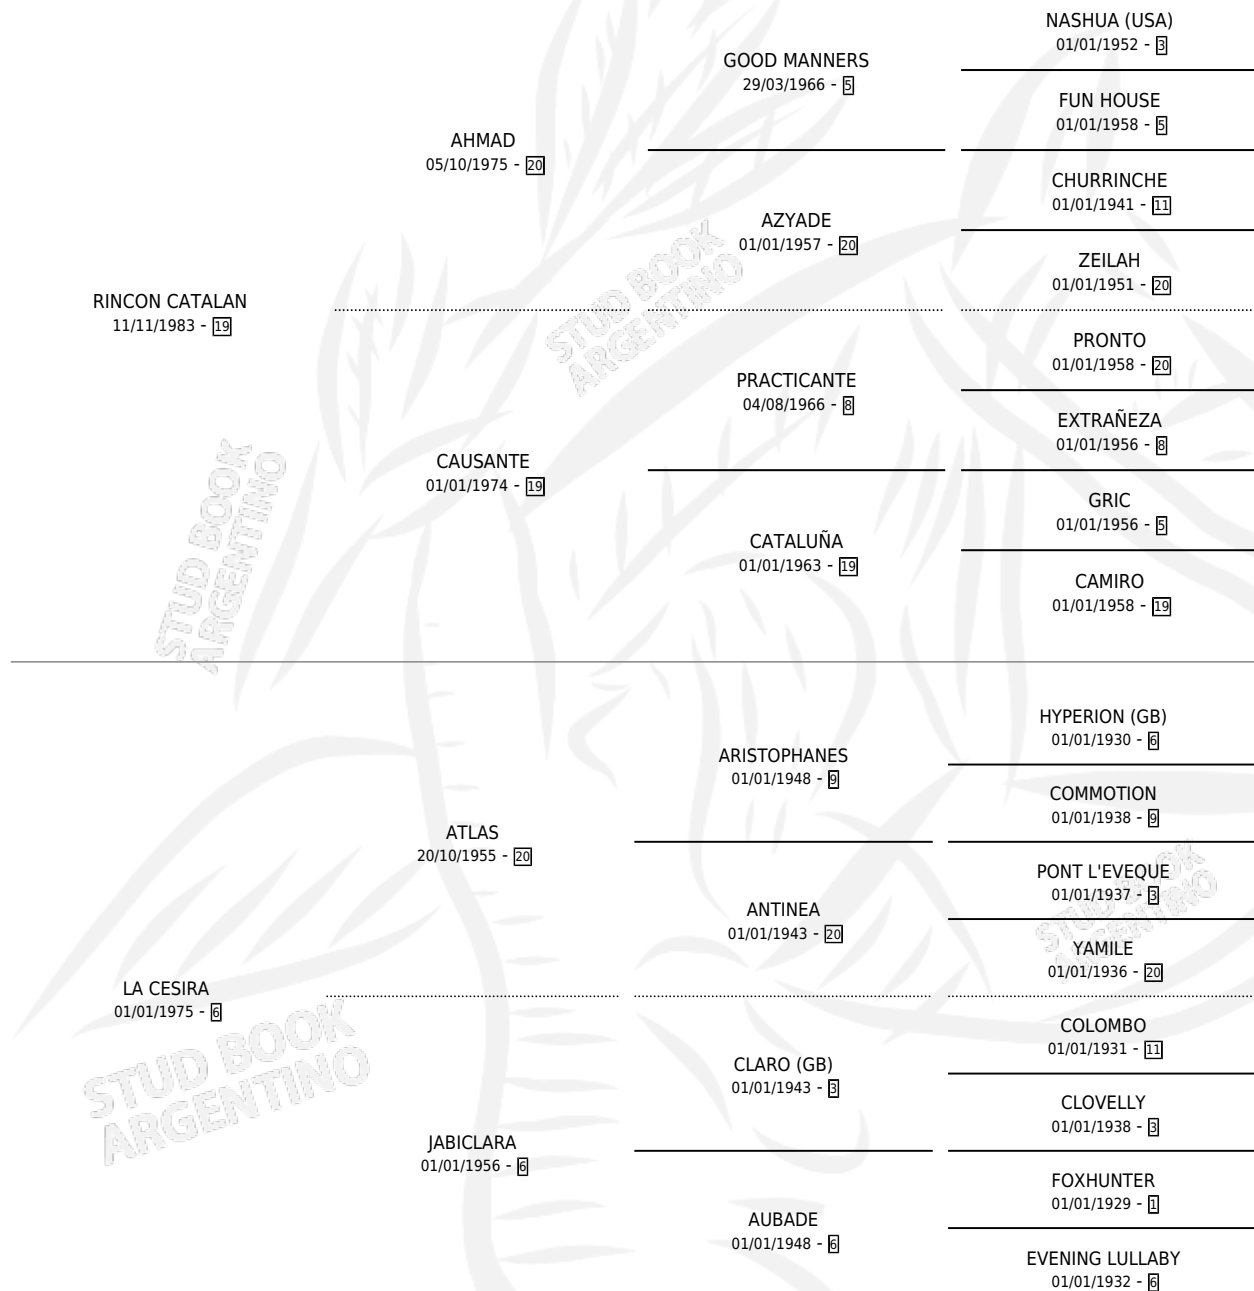 NASHUA (USA)
01/01/1952 - 3
GOOD MANNERS
29/03/1966 - 5
FUN HOUSE
01/01/1958 - 5
AHMAD
05/10/1975 - 20
CHURRINCHE
01/01/1941 - 11
AZYADE
01/01/1957 - 20
ZEILAH
01/01/1951 - 20
RINCON CATALAN
11/11/1983 - 19
PRONTO
01/01/1958 - 20
PRACTICANTE
04/08/1966 - 8
EXTRAÑEZA
01/01/1956 - 8
CAUSANTE
01/01/1974 - 19
GRIC
01/01/1956 - 5
CATALUÑA
01/01/1963 - 19
CAMIRO
01/01/1958 - 19
HYPERION (GB)
01/01/1930 - 6
ARISTOPHANES
01/01/1948 - 9
COMMOTION
01/01/1938 - 9
ATLAS
20/10/1955 - 20
PONT L'EVEQUE
01/01/1937 - 3
ANTINEA
01/01/1943 - 20
YAMILE
01/01/1936 - 20
LA CESIRA
01/01/1975 - 6
COLOMBO
01/01/1931 - 11
CLARO (GB)
01/01/1943 - 3
CLOVELLY
01/01/1938 - 3
JABICLARA
01/01/1956 - 6
FOXHUNTER
01/01/1929 - 1
AUBADE
01/01/1948 - 6
EVENING LULLABY
01/01/1932 - 6
STUD BOOK
ARGENTINO
STUD BOOK
ARGENTINO
STUD BOOK
ARGENTINO
STUD BOOK
ARGENTINO